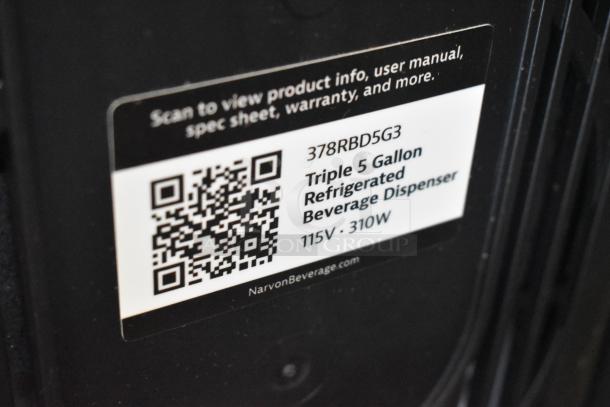 Scan to view product info, user manual,
spec sheet, warranty, and more.
378RBD5G3
Triple 5 Gallon
Refrigerated
Beverage Dispenser
115V · 310W
NarvonBeverage.com